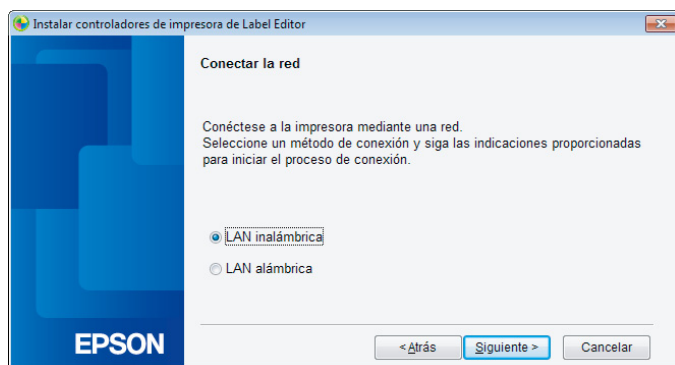 Instalar controladores de impresora de Label Editor
Conectar la red
Conéctese a la impresora mediante una red.
Seleccione un método de conexión y siga las indicaciones proporcionadas
para iniciar el proceso de conexión.
LAN inalámbrica
LAN alámbrica
EPSON
< Atrás
Siguiente >
Cancelar